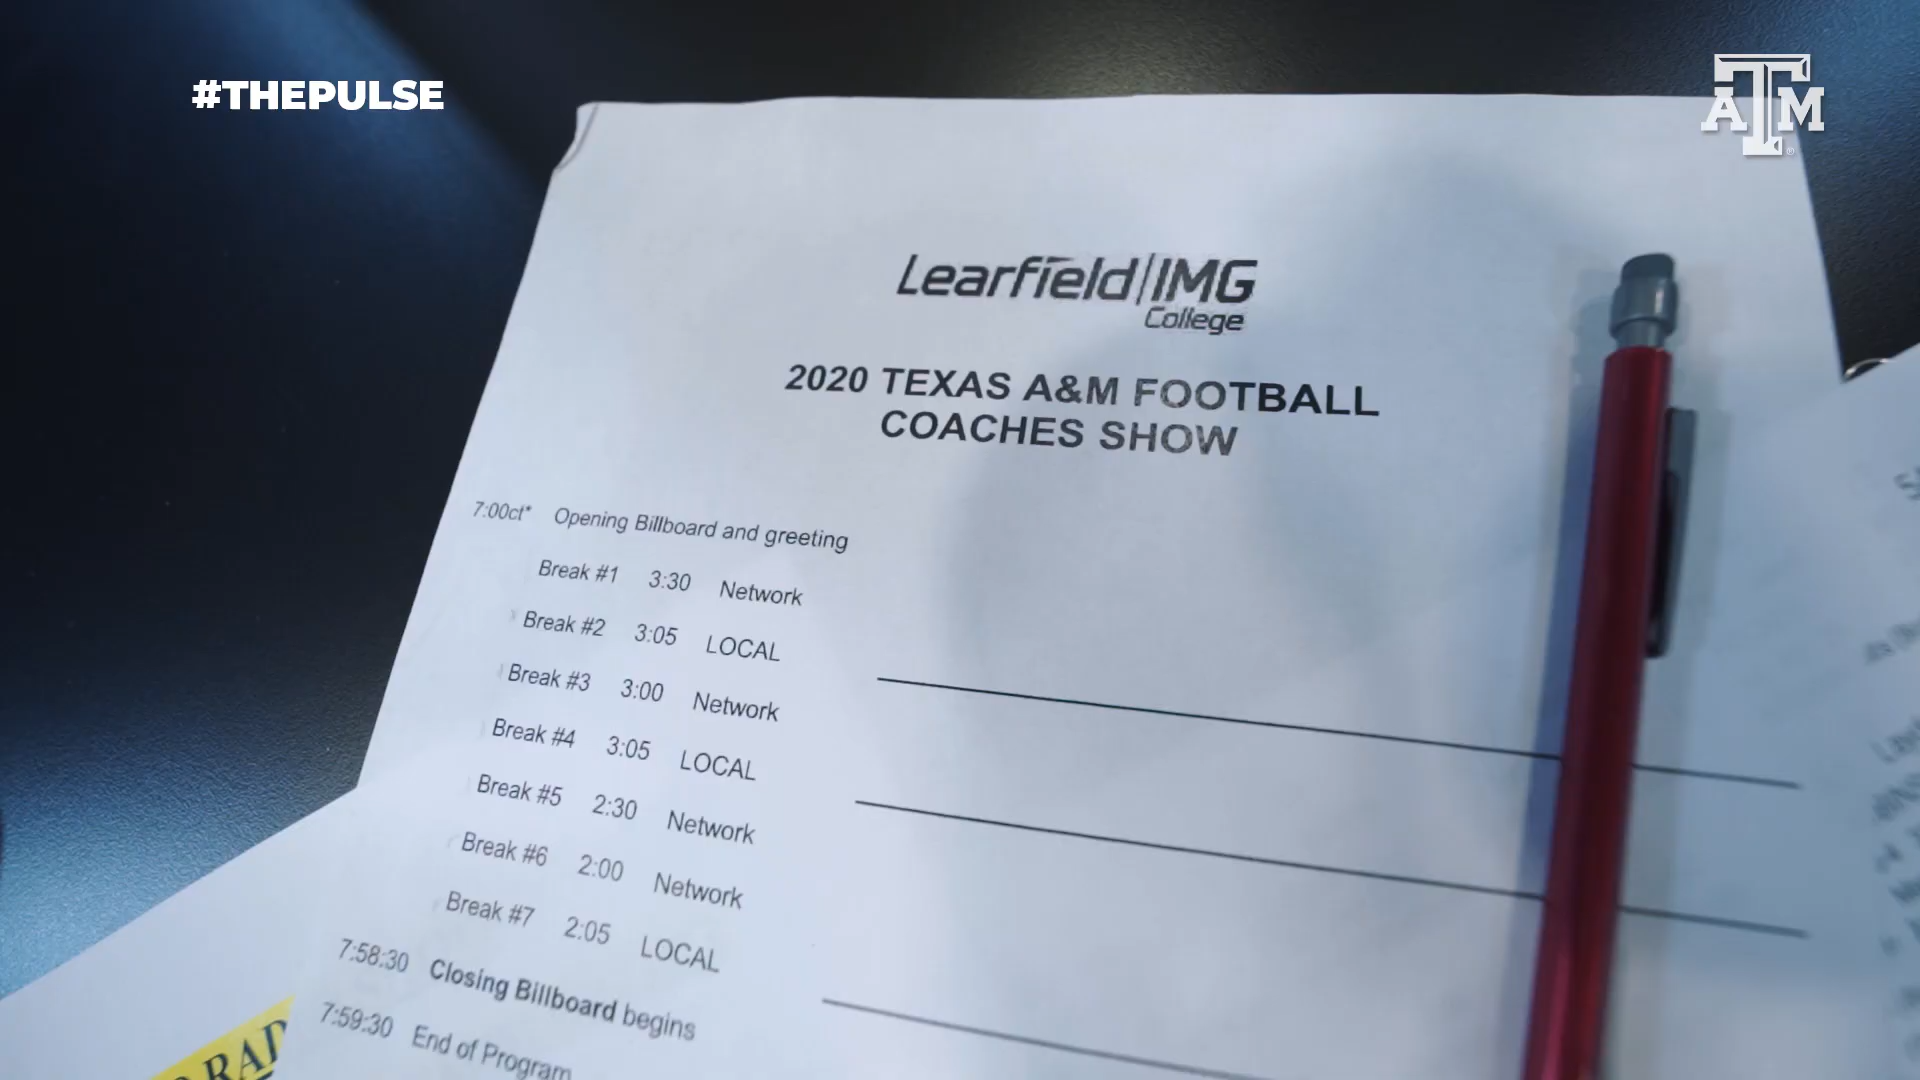 #THEPULSE
ATM
Learfield|IMG
College
2020 TEXAS A&M FOOTBALL
COACHES SHOW
7:00ct* Opening Billboard and greeting
Break #1 3:30 Network
Break #2 3:05 LOCAL
Break #3 3:00 Network
Break #4 3:05 LOCAL
Break #5 2:30 Network
Break #6 2:00 Network
Break #7 2:05 LOCAL
7:58:30 Closing Billboard begins
7:59:30 End of Program
RAD